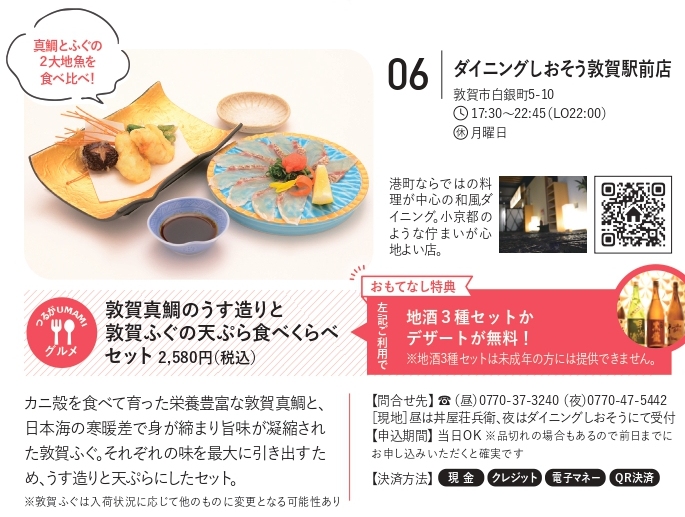 真鯛とふぐの
2大地魚を
食べ比べ！
06
ダイニングしおそう敦賀駅前店
敦賀市白銀町5-10
17:30～22:45（LO22:00）
休 月曜日
港町ならではの料
理が中心の和風ダ
イニング。小京都の
ような佇まいが心
地よい店。
つるがUMAMI
グルメ
敦賀真鯛のうす造りと
敦賀ふぐの天ぷら食べくらべ
セット 2,580円（税込）
おもてなし特典
左記ご利用で
地酒３種セットか
デザートが無料！
※地酒3種セットは未成年の方には提供できません。
カニ殻を食べて育った栄養豊富な敦賀真鯛と、
日本海の寒暖差で身が締まり旨味が凝縮され
た敦賀ふぐ。それぞれの味を最大に引き出すた
め、うす造りと天ぷらにしたセット。
※敦賀ふぐは入荷状況に応じて他のものに変更となる可能性あり
【問合せ先】☎（昼）0770-37-3240（夜）0770-47-5442
［現地］昼は丼屋荘兵衛、夜はダイニングしおそうにて受付
【申込期間】当日OK ※品切れの場合もあるので前日までに
お申し込みいただくと確実です
【決済方法】 現金 クレジット 電子マネー QR決済